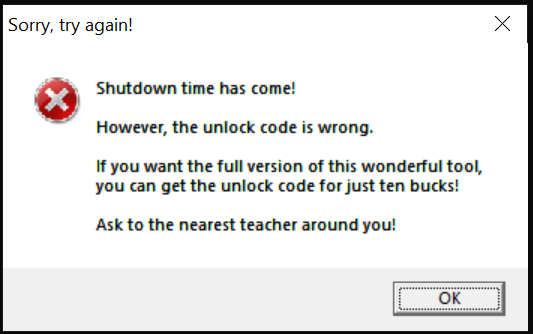 Sorry, try again!
Shutdown time has come!
However, the unlock code is wrong.
If you want the full version of this wonderful tool,
you can get the unlock code for just ten bucks!
Ask to the nearest teacher around you!
OK